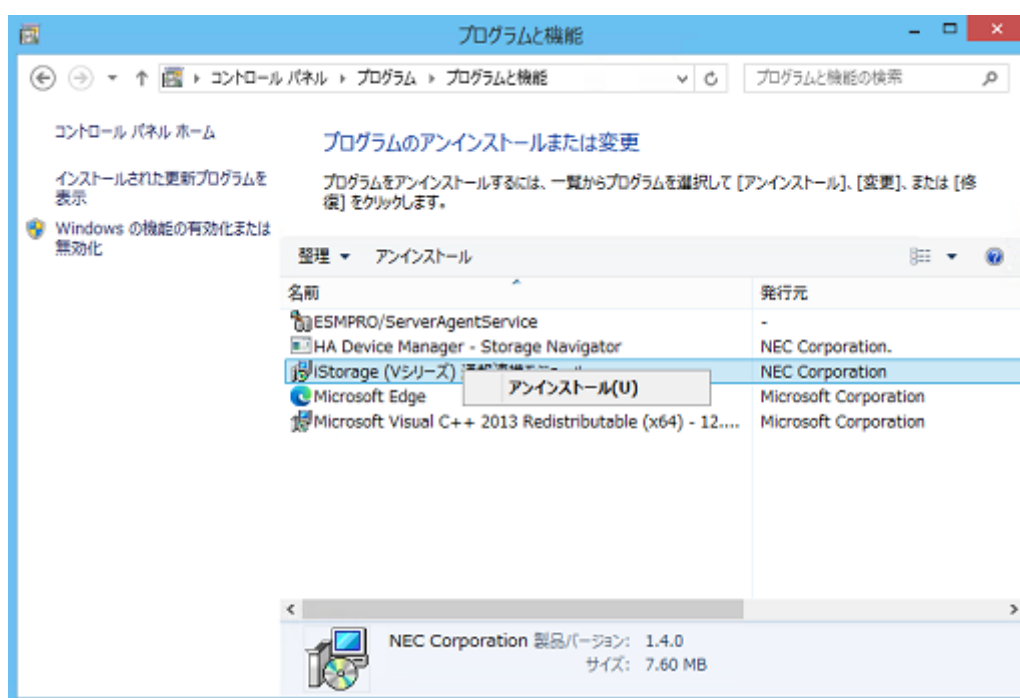 プログラムと機能
コントロール パネル プログラム プログラムと機能
プログラムと機能の検索
コントロール パネル ホーム
インストールされた更新プログラムを
表示
Windows の機能の有効化または
無効化
プログラムのアンインストールまたは変更
プログラムをアンインストールするには、一覧からプログラムを選択して [アンインストール]、[変更]、または [修
復] をクリックします。
整理 アンインストール
名前 発行元
ESMPRO/ServerAgentService -
HA Device Manager - Storage Navigator NEC Corporation.
iStorage (Vシリーズ) NEC Corporation
アンインストール(U)
Microsoft Edge Microsoft Corporation
Microsoft Visual C++ 2013 Redistributable (x64) - 12.... Microsoft Corporation
NEC Corporation 製品バージョン: 1.4.0
サイズ: 7.60 MB